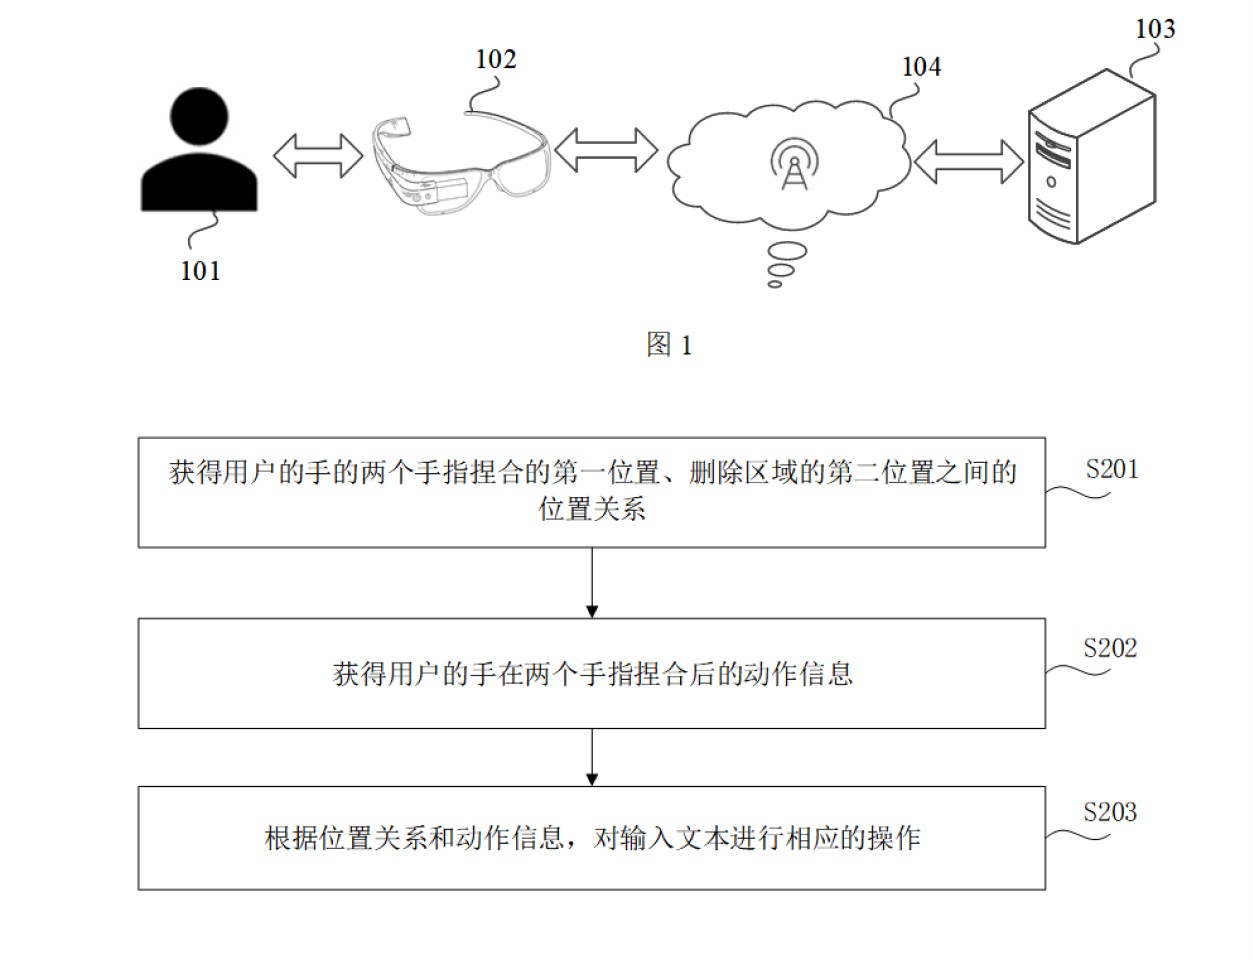 103
102
104
101
图 1
获得用户的手的两个手指捏合的第一位置、删除区域的第二位置之间的
位置关系
S201
获得用户的手在两个手指捏合后的动作信息
S202
根据位置关系和动作信息，对输入文本进行相应的操作
S203